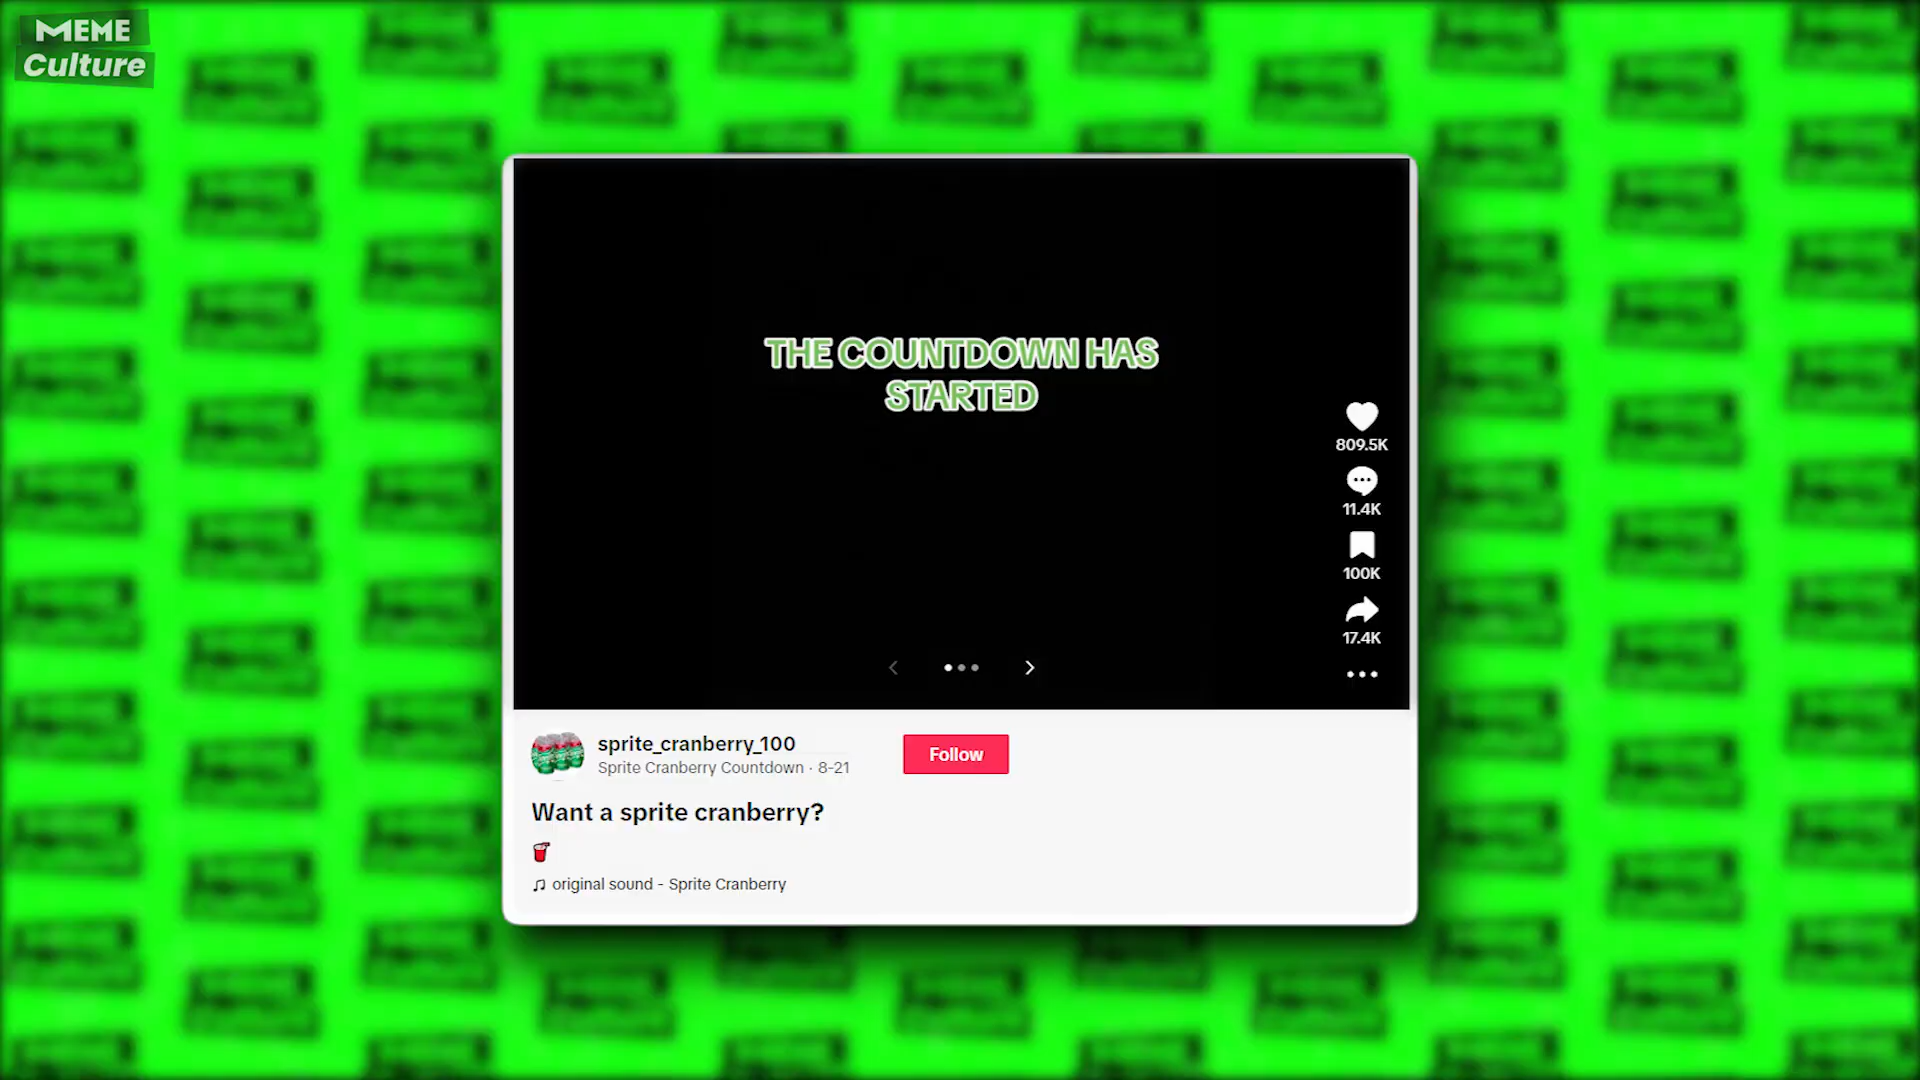 MEME
Culture
THE COUNTDOWN HAS
STARTED
809.5K
11.4K
100K
17.4K
sprite_cranberry_100
Sprite Cranberry Countdown · 8-21
Follow
Want a sprite cranberry?
original sound - Sprite Cranberry